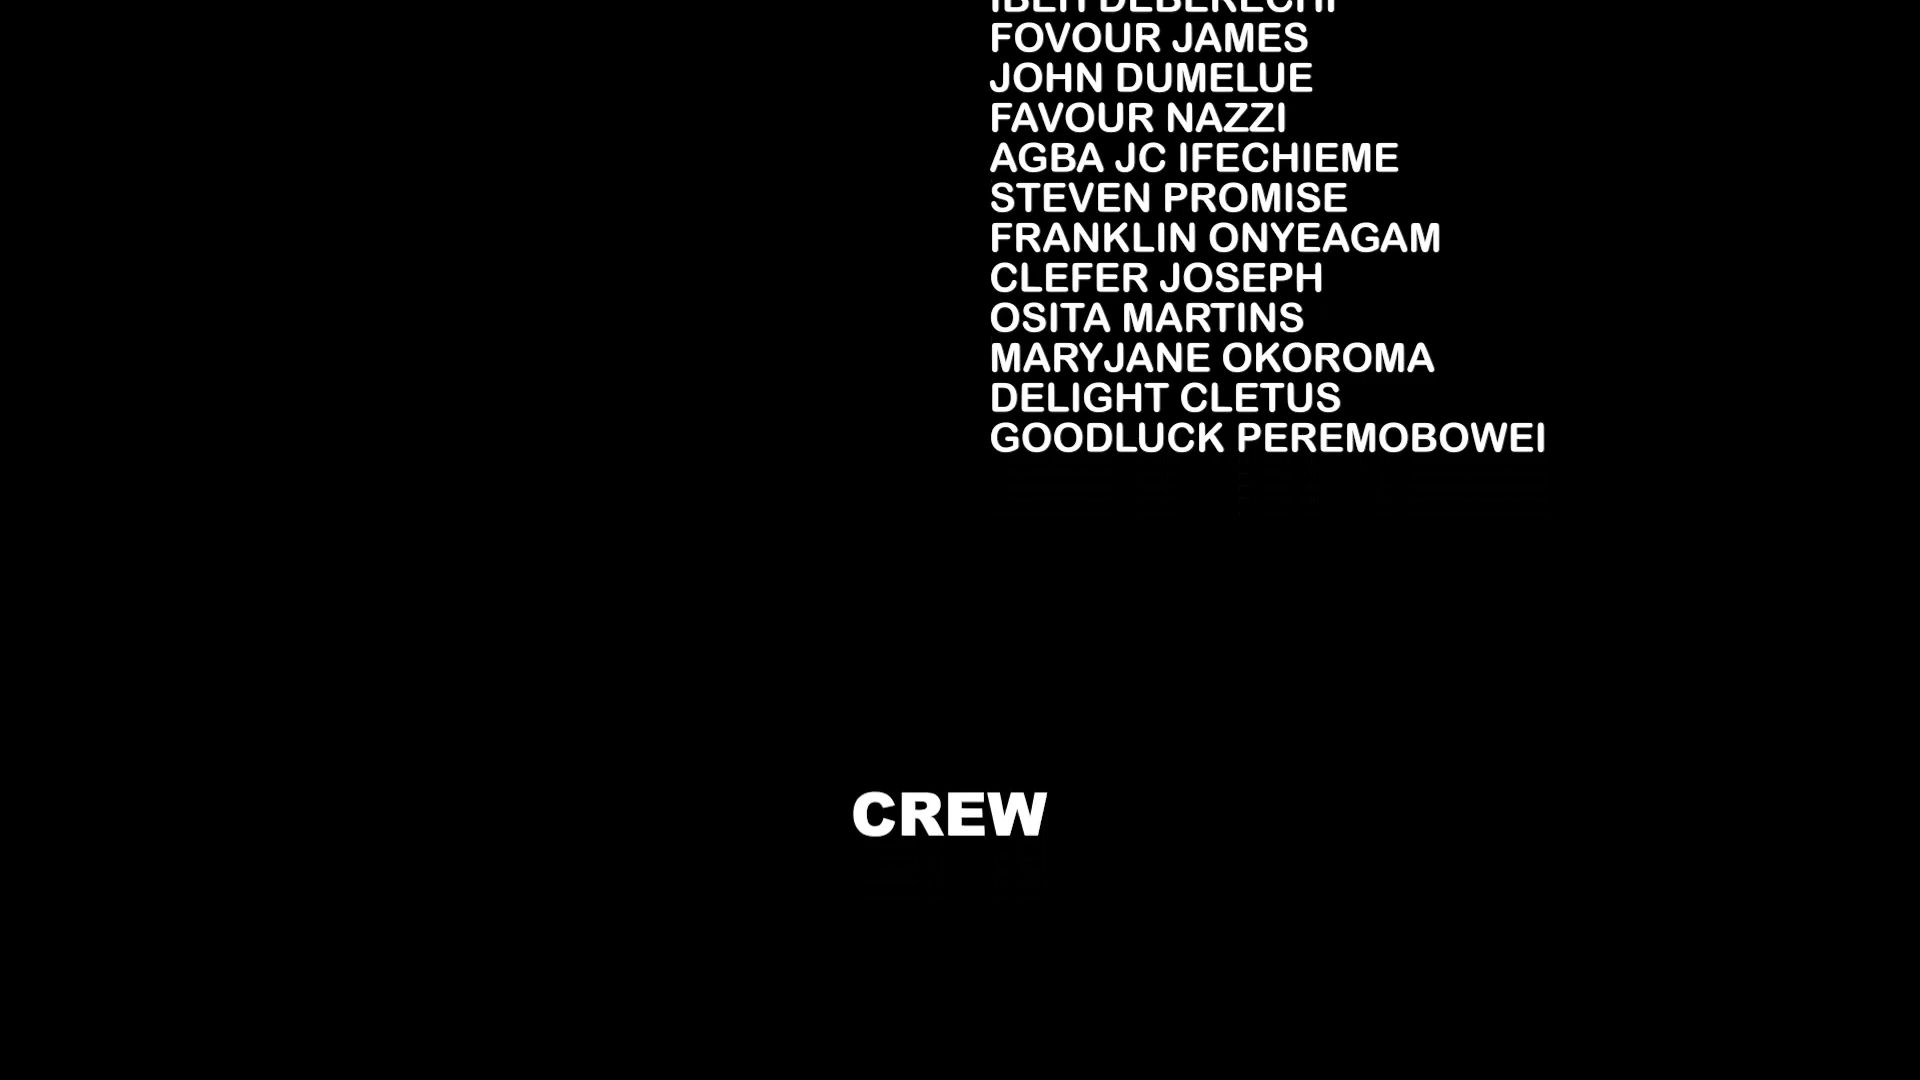 FOVOUR JAMES
JOHN DUMELUE
FAVOUR NAZZI
AGBA JC IFECHIEME
STEVEN PROMISE
FRANKLIN ONYEAGAM
CLEFER JOSEPH
OSITA MARTINS
MARYJANE OKOROMA
DELIGHT CLETUS
GOODLUCK PEREMOBOWEI
CREW